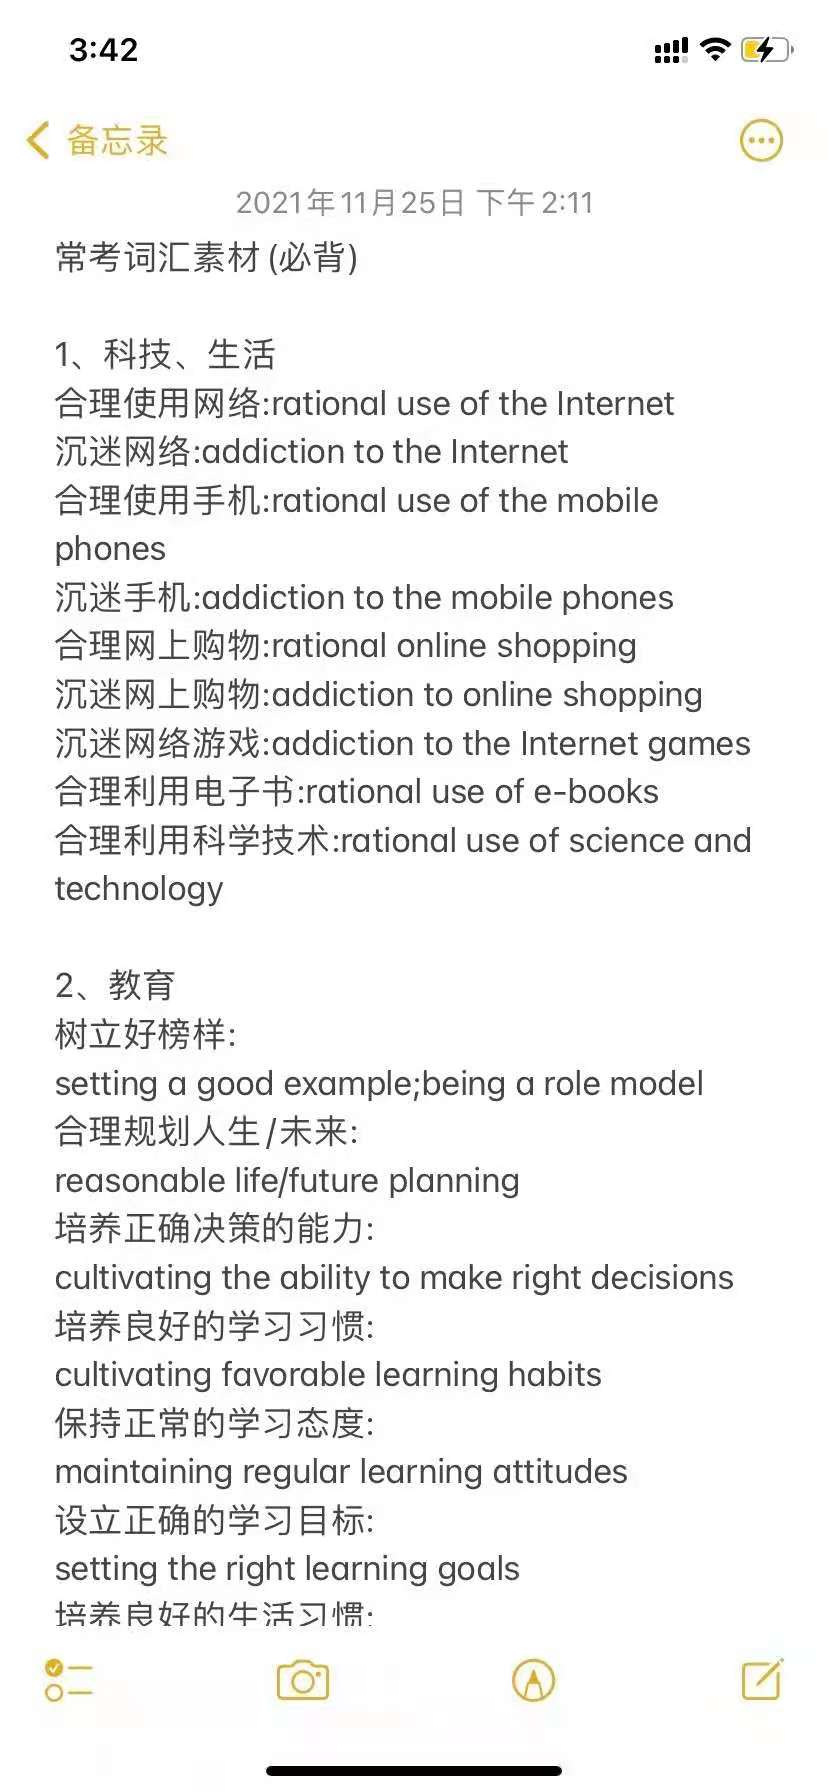 3:42
备忘录
2021年11月25日 下午2:11
常考词汇素材(必背)
1、科技、生活
合理使用网络:rational use of the Internet
沉迷网络:addiction to the Internet
合理使用手机:rational use of the mobile
phones
沉迷手机:addiction to the mobile phones
合理网上购物:rational online shopping
沉迷网上购物:addiction to online shopping
沉迷网络游戏:addiction to the Internet games
合理利用电子书:rational use of e-books
合理利用科学技术:rational use of science and
technology
2、教育
树立好榜样:
setting a good example;being a role model
合理规划人生/未来:
reasonable life/future planning
培养正确决策的能力:
cultivating the ability to make right decisions
培养良好的学习习惯:
cultivating favorable learning habits
保持正常的学习态度:
maintaining regular learning attitudes
设立正确的学习目标:
setting the right learning goals
培养良好的生活习惯: